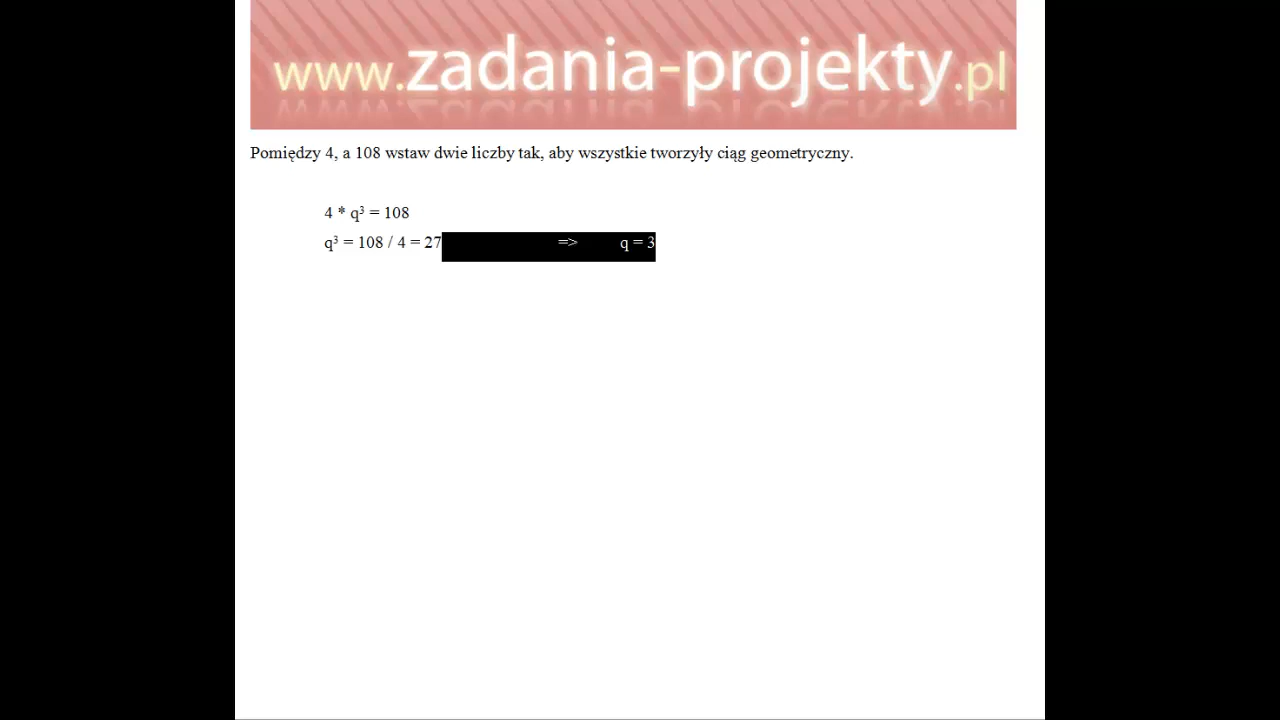 www.zadania-projekty.pl
Pomiędzy 4, a 108 wstaw dwie liczby tak, aby wszystkie tworzyły ciąg geometryczny.
4 * q³ = 108
q³ = 108 / 4 = 27 => q = 3